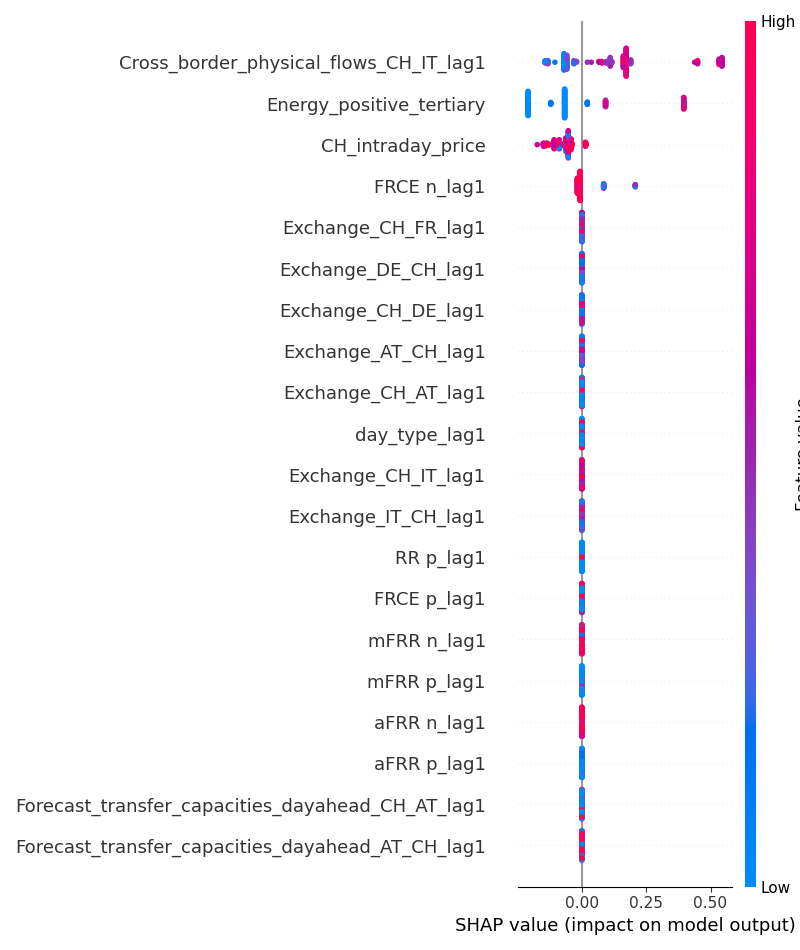 High
Cross_border_physical_flows_CH_IT_lag1
Energy_positive_tertiary
CH_intraday_price
FRCE n_lag1
Exchange_CH_FR_lag1
Exchange_DE_CH_lag1
Exchange_CH_DE_lag1
Exchange_AT_CH_lag1
Exchange_CH_AT_lag1
day_type_lag1
Exchange_CH_IT_lag1
Exchange_IT_CH_lag1
RR p_lag1
FRCE p_lag1
mFRR n_lag1
mFRR p_lag1
aFRR n_lag1
aFRR p_lag1
Forecast_transfer_capacities_dayahead_CH_AT_lag1
Forecast_transfer_capacities_dayahead_AT_CH_lag1
Low
0.00 0.25 0.50
SHAP value (impact on model output)